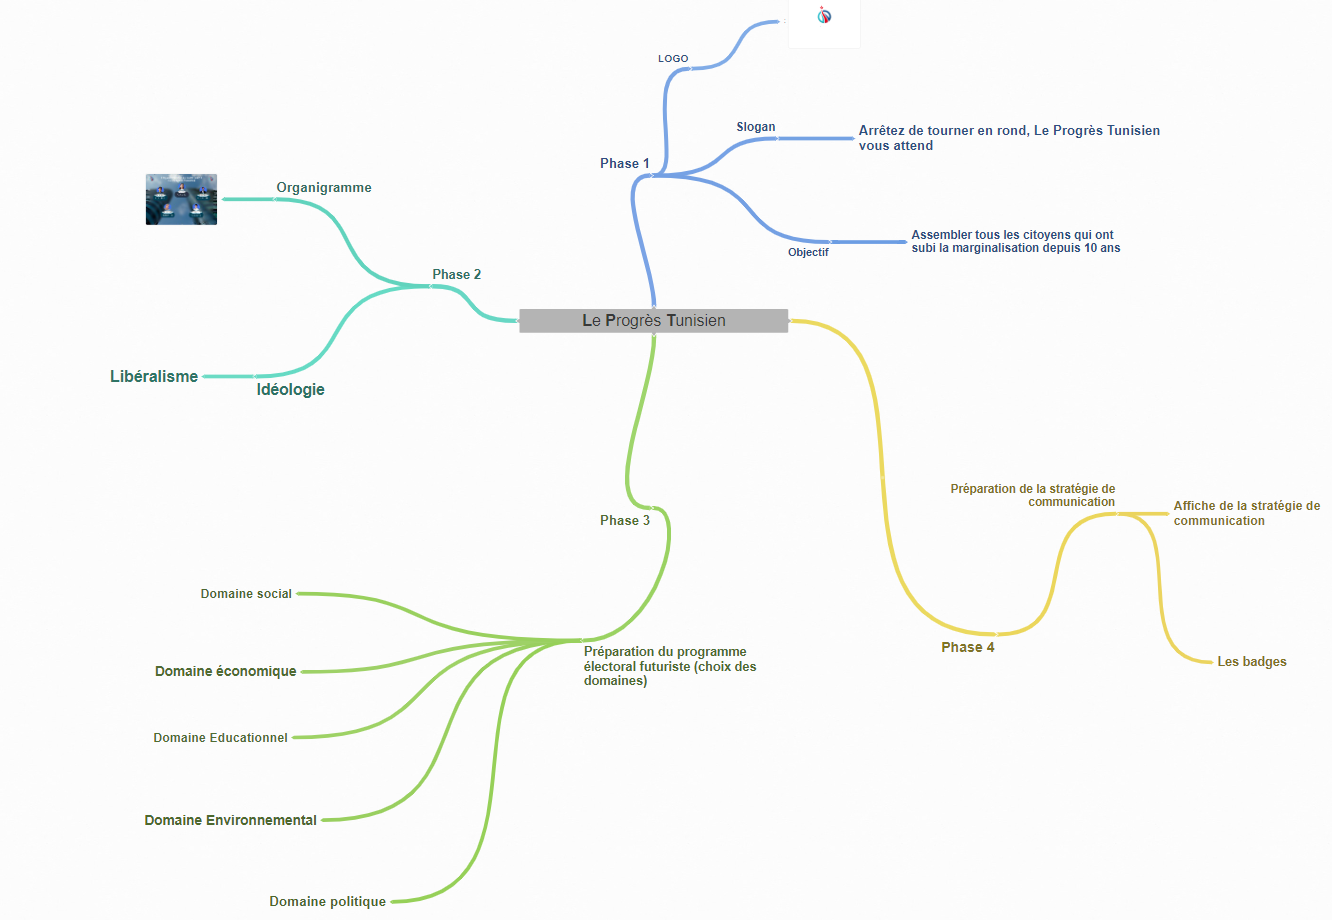 LOGO
Slogan
Arrêtez de tourner en rond, Le Progrès Tunisien
vous attend
Phase 1
Objectif
Assembler tous les citoyens qui ont
subi la marginalisation depuis 10 ans
Organigramme
Phase 2
Libéralisme
Idéologie
Le Progrès Tunisien
Phase 3
Préparation du programme
électoral futuriste (choix des
domaines)
Domaine social
Domaine économique
Domaine Educationnel
Domaine Environnemental
Domaine politique
Phase 4
Préparation de la stratégie de
communication
Affiche de la stratégie de
communication
Les badges